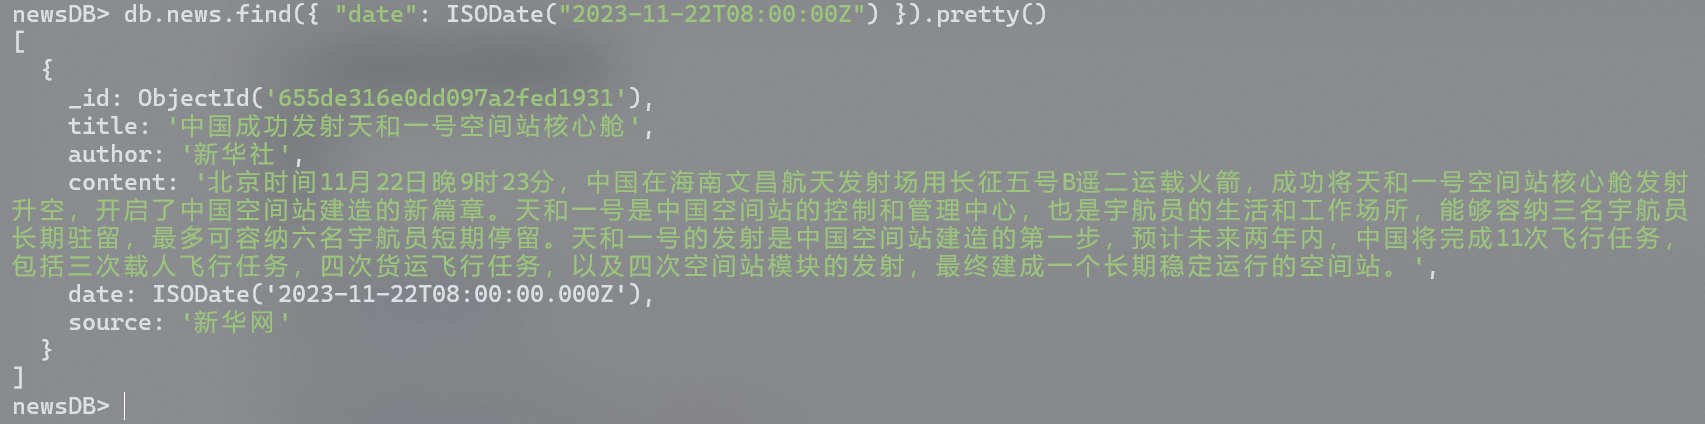 newsDB> db.news.find({ "date": ISODate("2023-11-22T08:00:00Z") }).pretty()
[
  {
    _id: ObjectId('655de316e0dd097a2fed1931'),
    title: '中国成功发射天和一号空间站核心舱',
    author: '新华社',
    content: '北京时间11月22日晚9时23分，中国在海南文昌航天发射场用长征五号B遥二运载火箭，成功将天和一号空间站核心舱发射
升空，开启了中国空间站建造的新篇章。天和一号是中国空间站的控制和管理中心，也是宇航员的生活和工作场所，能够容纳三名宇航员
长期驻留，最多可容纳六名宇航员短期停留。天和一号的发射是中国空间站建造的第一步，预计未来两年内，中国将完成11次飞行任务，
包括三次载人飞行任务，四次货运飞行任务，以及四次空间站模块的发射，最终建成一个长期稳定运行的空间站。',
    date: ISODate('2023-11-22T08:00:00.000Z'),
    source: '新华网'
  }
]
newsDB>